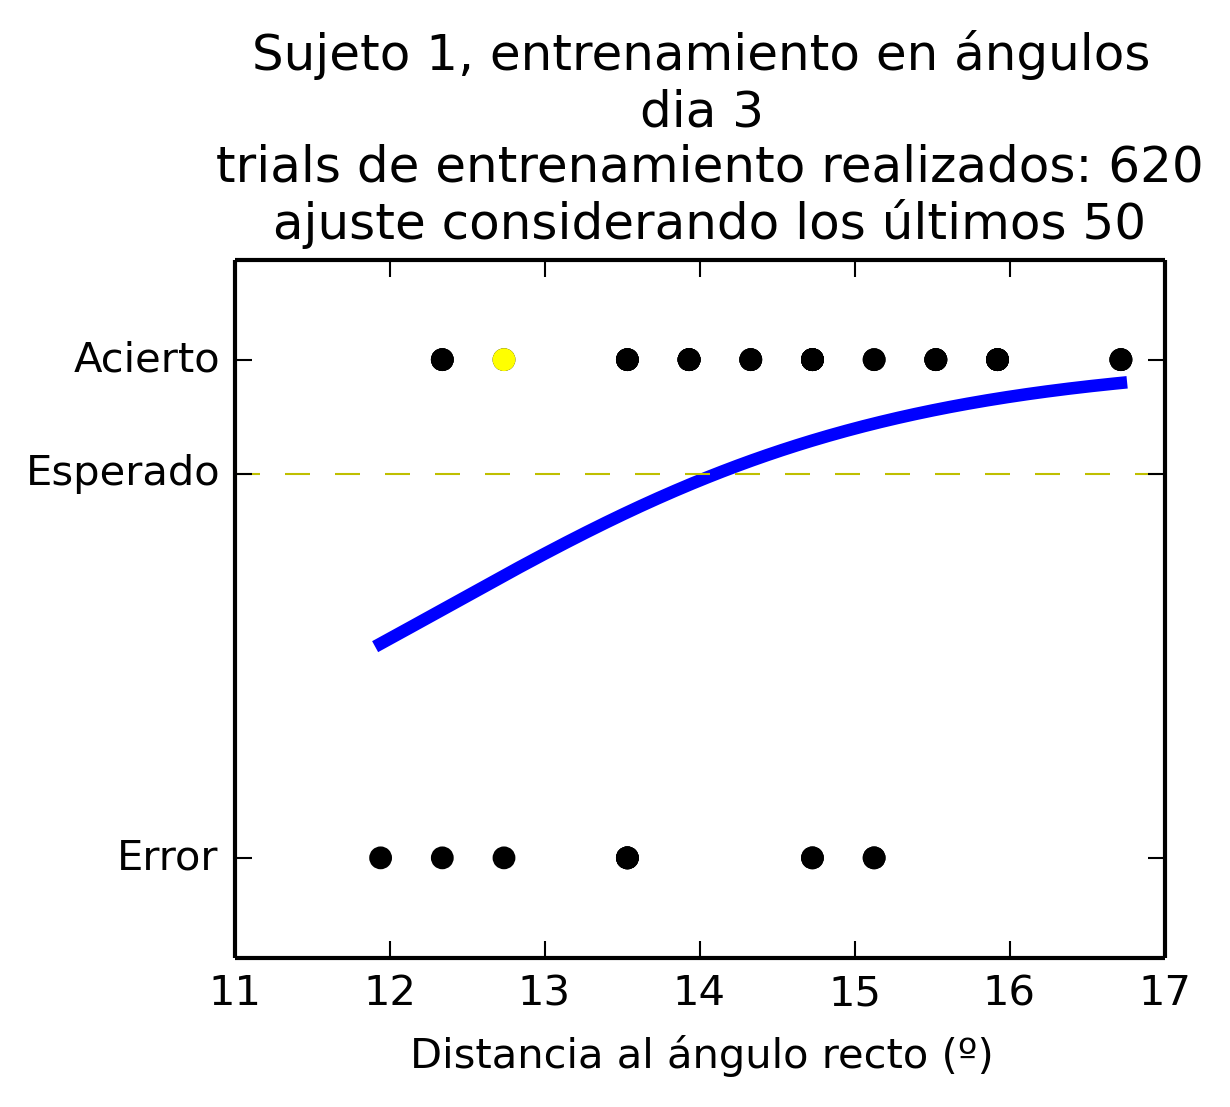 Sujeto 1, entrenamiento en ángulos
dia 3
trials de entrenamiento realizados: 620
ajuste considerando los últimos 50
Acierto
Esperado
Error
11 12 13 14 15 16 17
Distancia al ángulo recto (º)